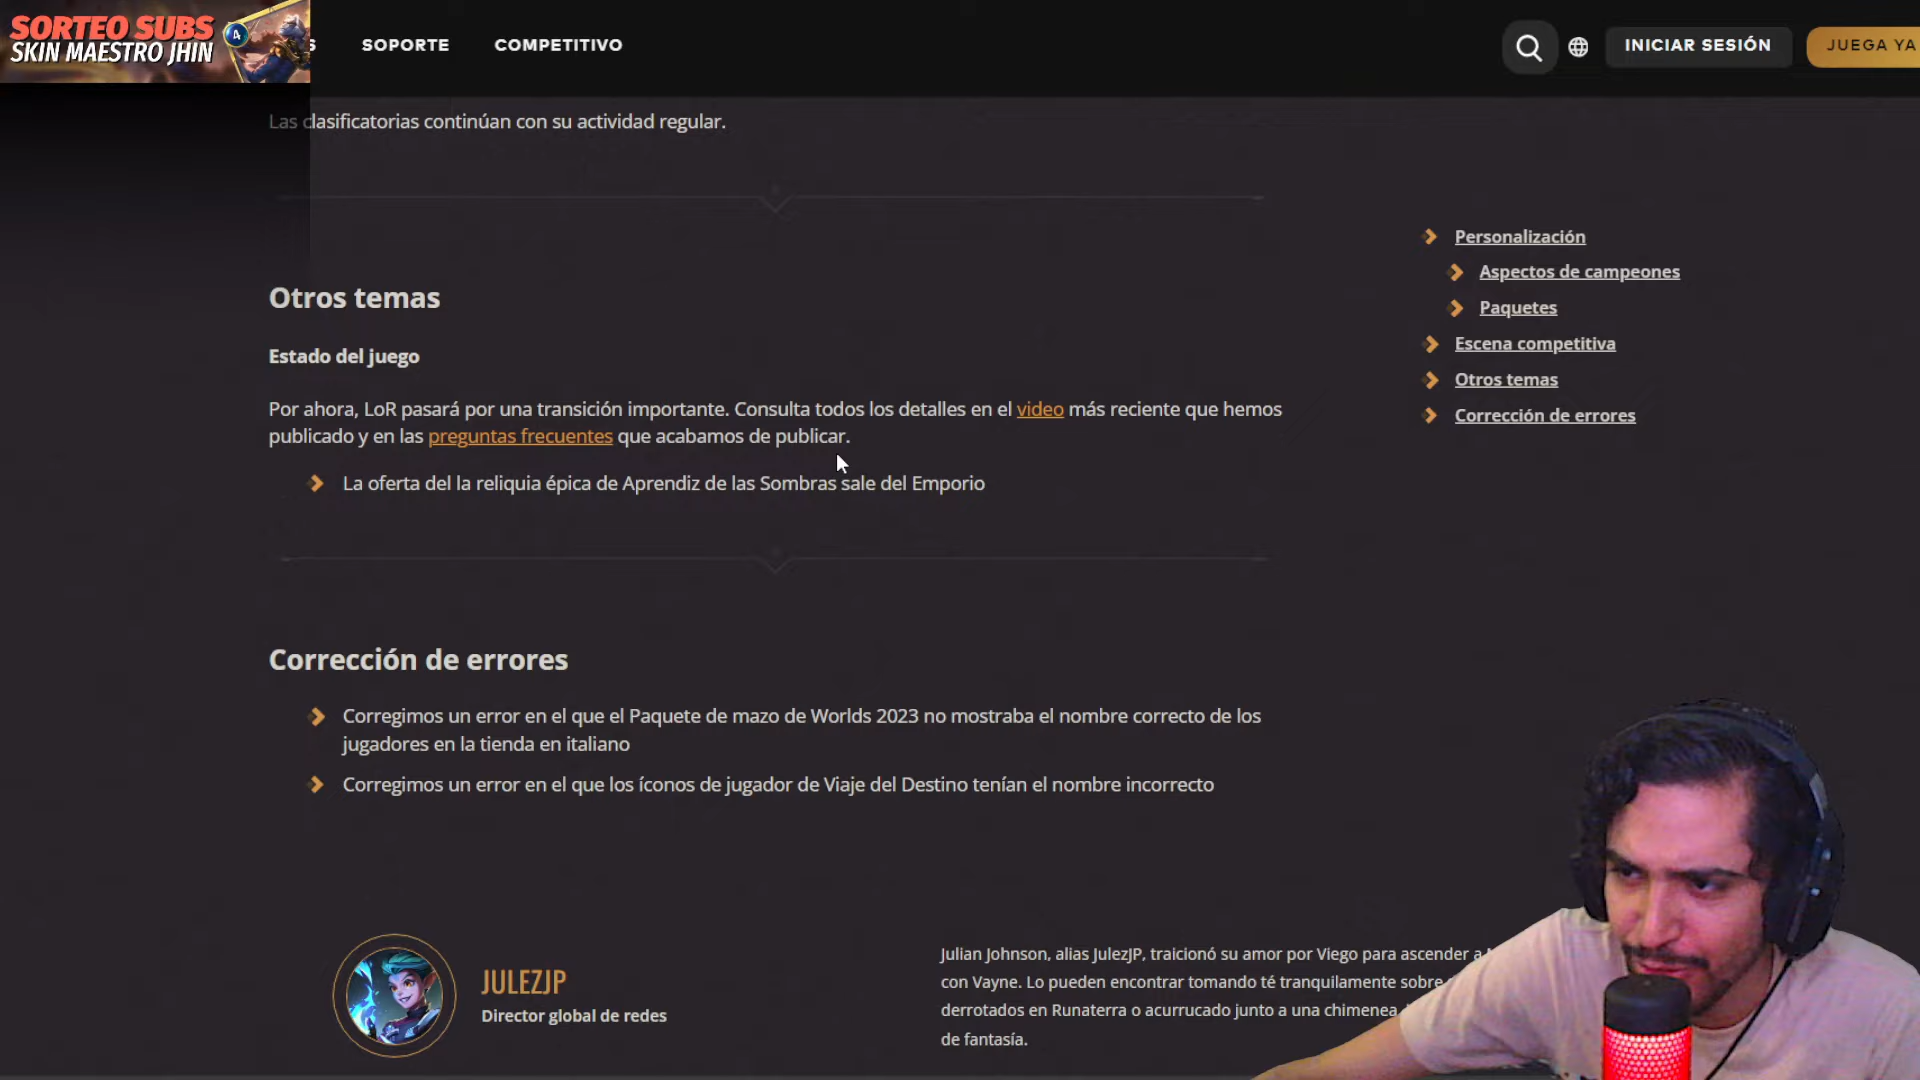 SORTEO SUBS
SKIN MAESTRO JHIN
4
S
SOPORTE
COMPETITIVO
INICIAR SESIÓN
JUEGA YA
Las clasificatorias continúan con su actividad regular.
Otros temas
Estado del juego
Por ahora, LoR pasará por una transición importante. Consulta todos los detalles en el video más reciente que hemos
publicado y en las preguntas frecuentes que acabamos de publicar.
La oferta del la reliquia épica de Aprendiz de las Sombras sale del Emporio
Corrección de errores
Corregimos un error en el que el Paquete de mazo de Worlds 2023 no mostraba el nombre correcto de los
jugadores en la tienda en italiano
Corregimos un error en el que los íconos de jugador de Viaje del Destino tenían el nombre incorrecto
Personalización
Aspectos de campeones
Paquetes
Escena competitiva
Otros temas
Corrección de errores
JULEZJP
Director global de redes
Julian Johnson, alias JulezJP, traicionó su amor por Viego para ascender a
con Vayne. Lo pueden encontrar tomando té tranquilamente sobre
derrotados en Runaterra o acurrucado junto a una chimenea
de fantasía.